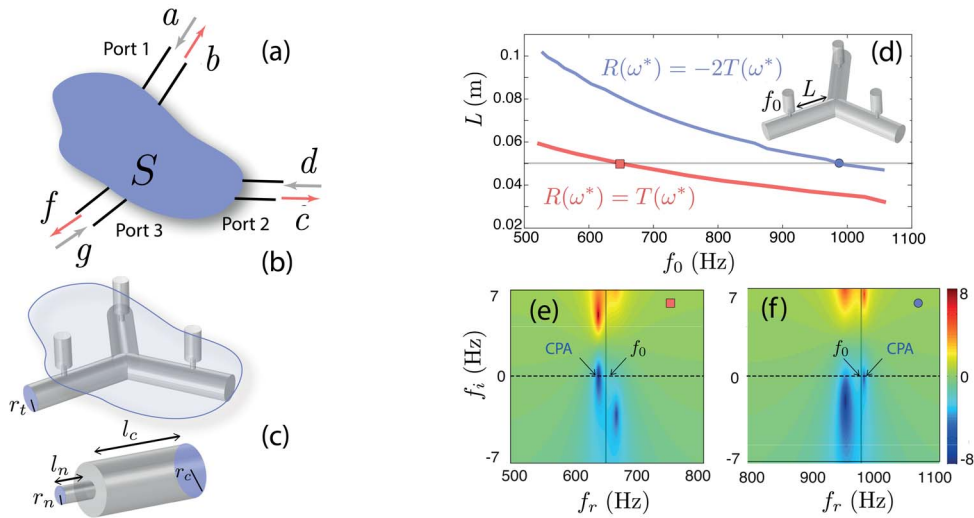 (a)
a
b
Port 1
S
d
c
Port 2
f
g
Port 3
(b)
r_t
(c)
l_c
l_n
r_n
r_c
(d)
0.1
0.08
0.06
0.04
0.02
L (m)
R(ω*) = −2T(ω*)
R(ω*) = T(ω*)
f_0
L
500 600 700 800 900 1000 1100
f_0 (Hz)
(e)
7
0
-7
f_i (Hz)
CPA
f_0
500 600 700 800
f_r (Hz)
(f)
7
0
-7
f_0
CPA
800 900 1000 1100
f_r (Hz)
8
4
0
-4
-8